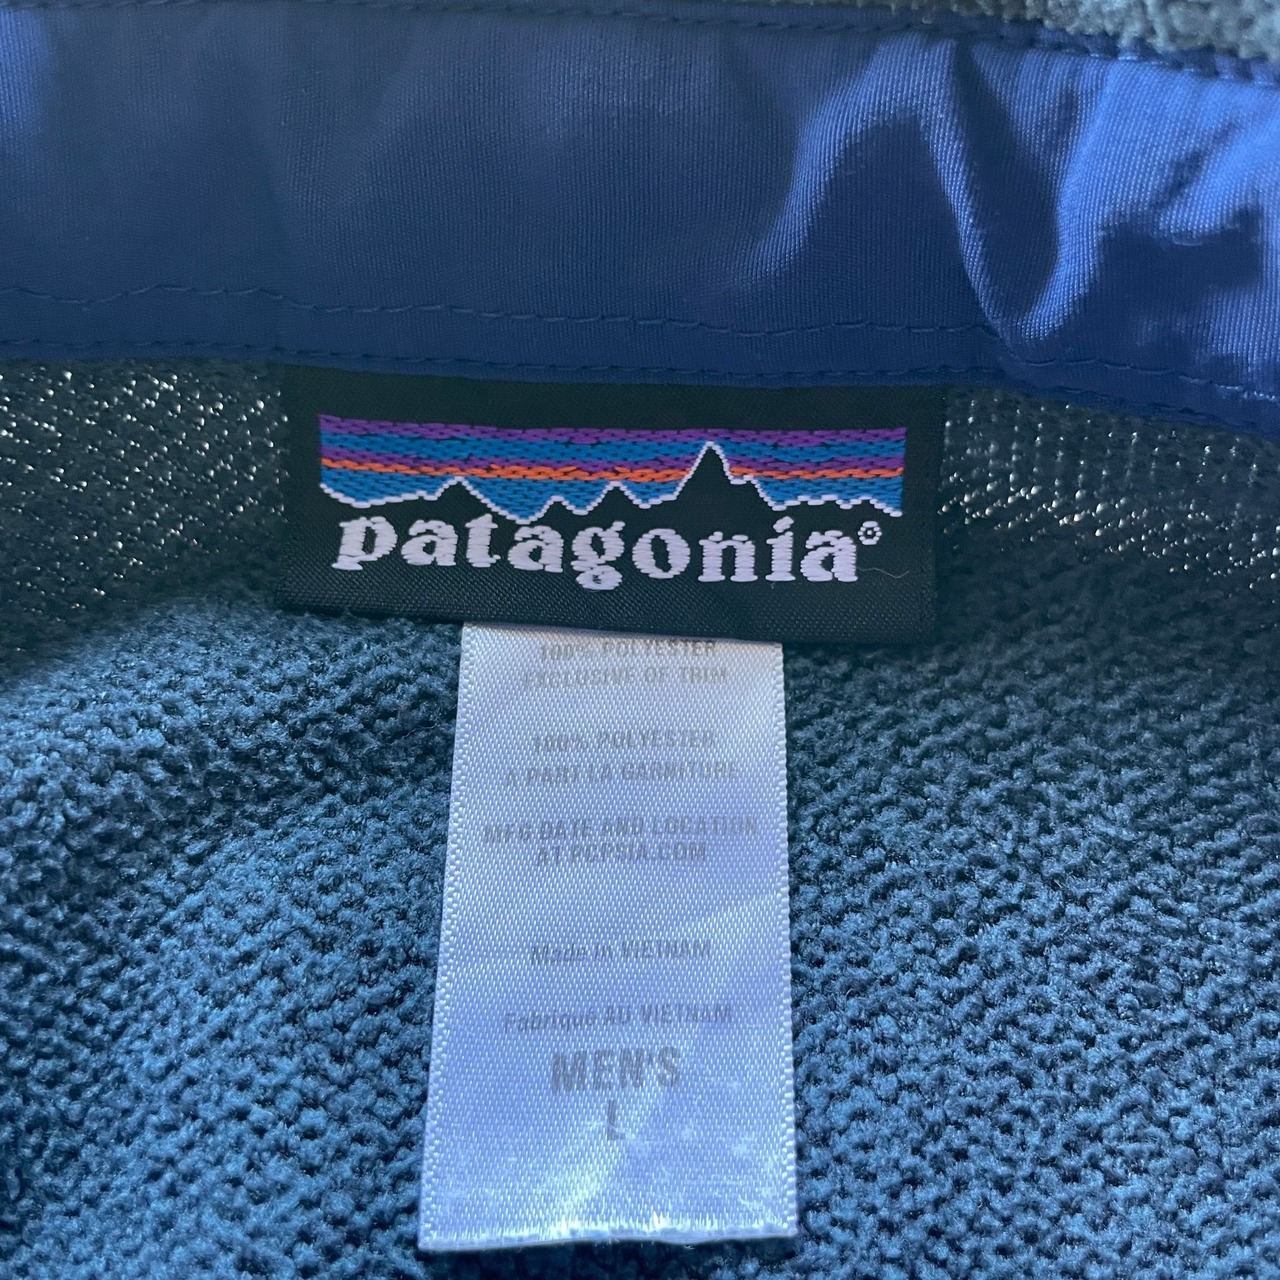 patagonia®
100% POLYESTER
EXCLUSIVE OF TRIM
100% POLYESTER
A PART LA GARNITURE
MFG DATE AND LOCATION
AT PCPSIA.COM
Made in VIETNAM
Fabriqué AU VIETNAM
MEN'S
L